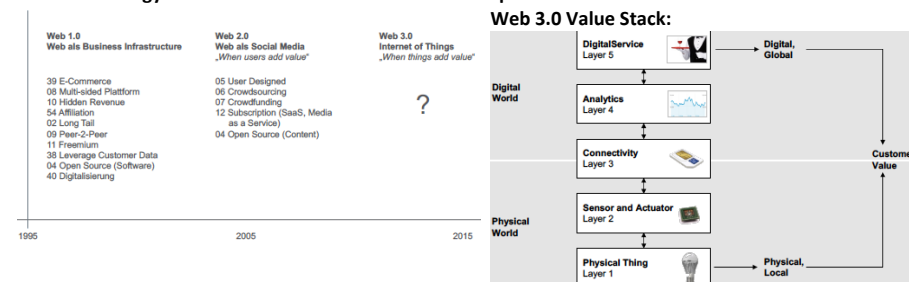 Web 3.0 Value Stack:
Web 1.0
Web als Business Infrastructure
39 E-Commerce
08 Multi-sided Plattform
10 Hidden Revenue
54 Affiliation
02 Long Tail
09 Peer-2-Peer
11 Freemium
38 Leverage Customer Data
04 Open Source (Software)
40 Digitalisierung
Web 2.0
Web als Social Media
„When users add value“
05 User Designed
06 Crowdsourcing
07 Crowdfunding
12 Subscription (SaaS, Media
as a Service)
04 Open Source (Content)
Web 3.0
Internet of Things
„When things add value“
?
1995
2005
2015
Digital
World
Physical
World
DigitalService
Layer 5
Analytics
Layer 4
Connectivity
Layer 3
Sensor and Actuator
Layer 2
Physical Thing
Layer 1
Digital,
Global
Custome
Value
Physical,
Local